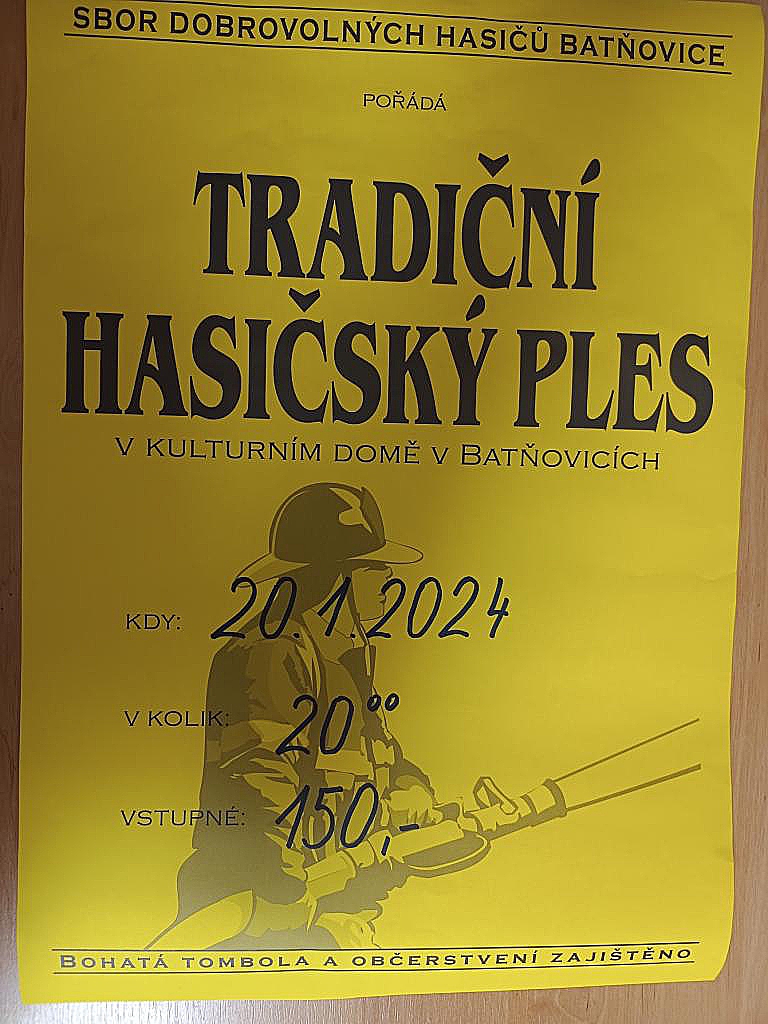 SBOR DOBROVOLNÝCH HASIČŮ BATŇOVICE
POŘÁDÁ
TRADIČNÍ
HASIČSKÝ PLES
V KULTURNÍM DOMĚ V BATŇOVICÍCH
KDY: 20.1.2024
V KOLIK: 20°°
VSTUPNÉ: 150,-
BOHATÁ TOMBOLA A OBČERSTVENÍ ZAJIŠTĚNO